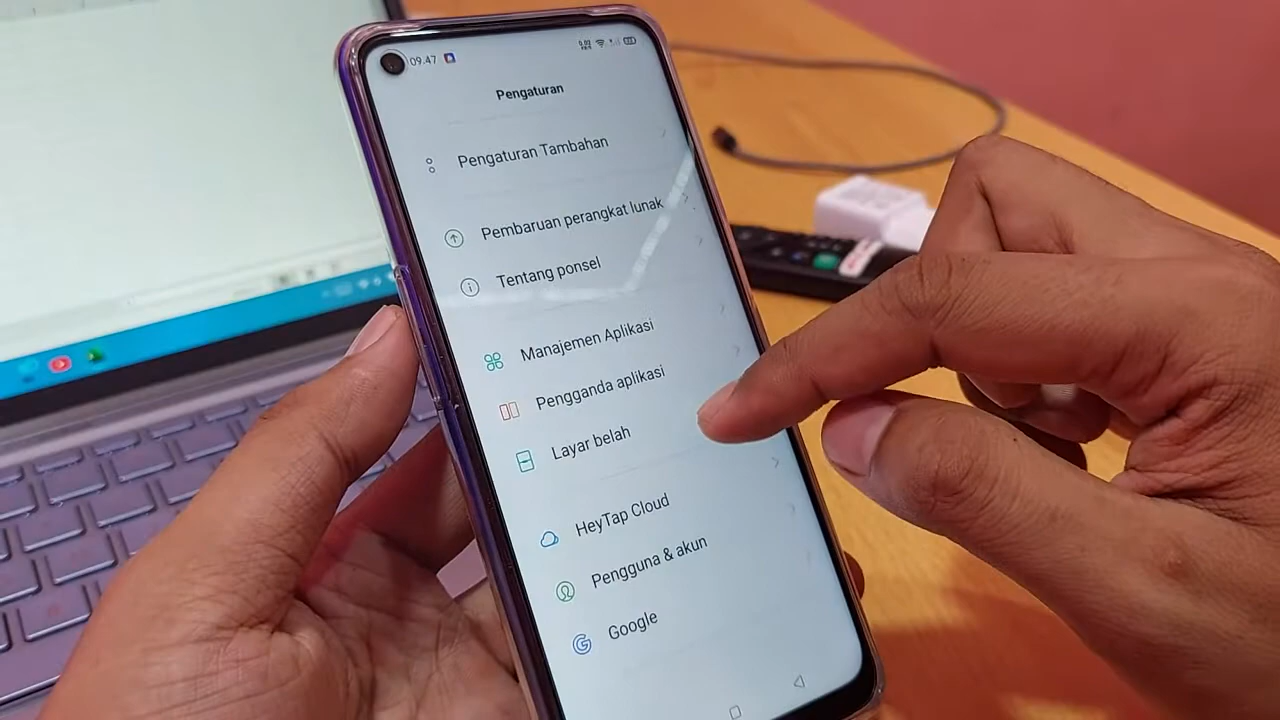 09.47
Pengaturan
Pengaturan Tambahan
Pembaruan perangkat lunak
Tentang ponsel
Manajemen Aplikasi
Pengganda aplikasi
Layar belah
HeyTap Cloud
Pengguna & akun
Google